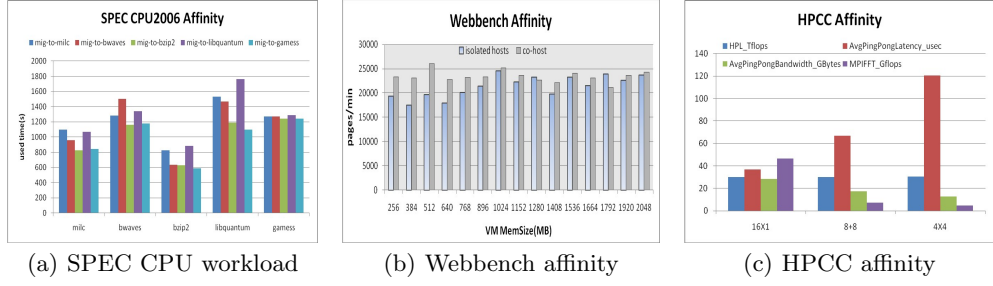 SPEC CPU2006 Affinity
mig-to-milc mig-to-bwaves mig-to-bzip2 mig-to-libquantum mig-to-gamess
2000
1800
1600
1400
1200
1000
800
600
400
200
0
used time(s)
milc bwaves bzip2 libquantum gamess
(a) SPEC CPU workload
Webbench Affinity
isolated hosts co-host
30000
25000
20000
15000
10000
5000
0
pages/min
256 384 512 640 768 896 1024 1152 1280 1408 1536 1664 1792 1920 2048
VM MemSize(MB)
(b) Webbench affinity
HPCC Affinity
HPL_Tflops AvgPingPongLatency_usec
AvgPingPongBandwidth_GBytes MPIFFT_Gflops
140
120
100
80
60
40
20
0
16X1 8+8 4X4
(c) HPCC affinity